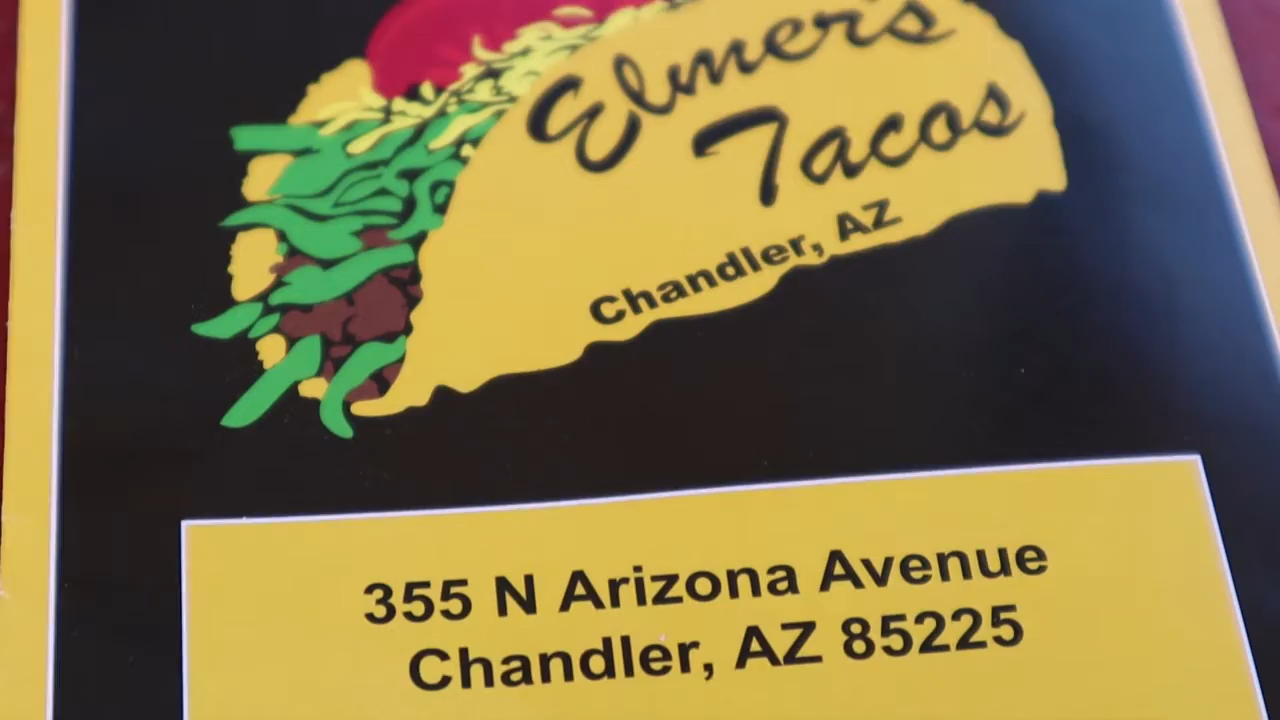 Elmer's
Tacos
Chandler, AZ
355 N Arizona Avenue
Chandler, AZ 85225